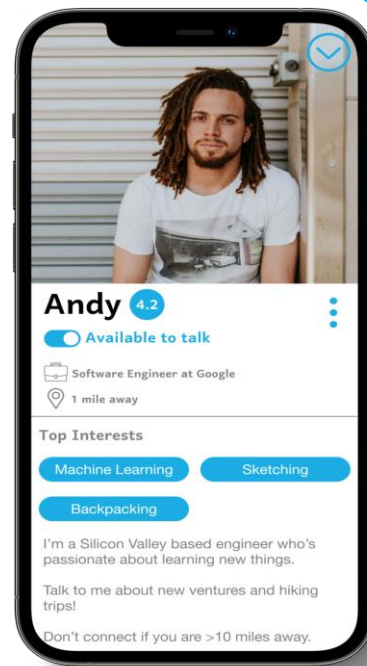 Andy 4.2
Available to talk
Software Engineer at Google
1 mile away
Top Interests
Machine Learning Sketching
Backpacking
I'm a Silicon Valley based engineer who's
passionate about learning new things.
Talk to me about new ventures and hiking
trips!
Don't connect if you are >10 miles away.